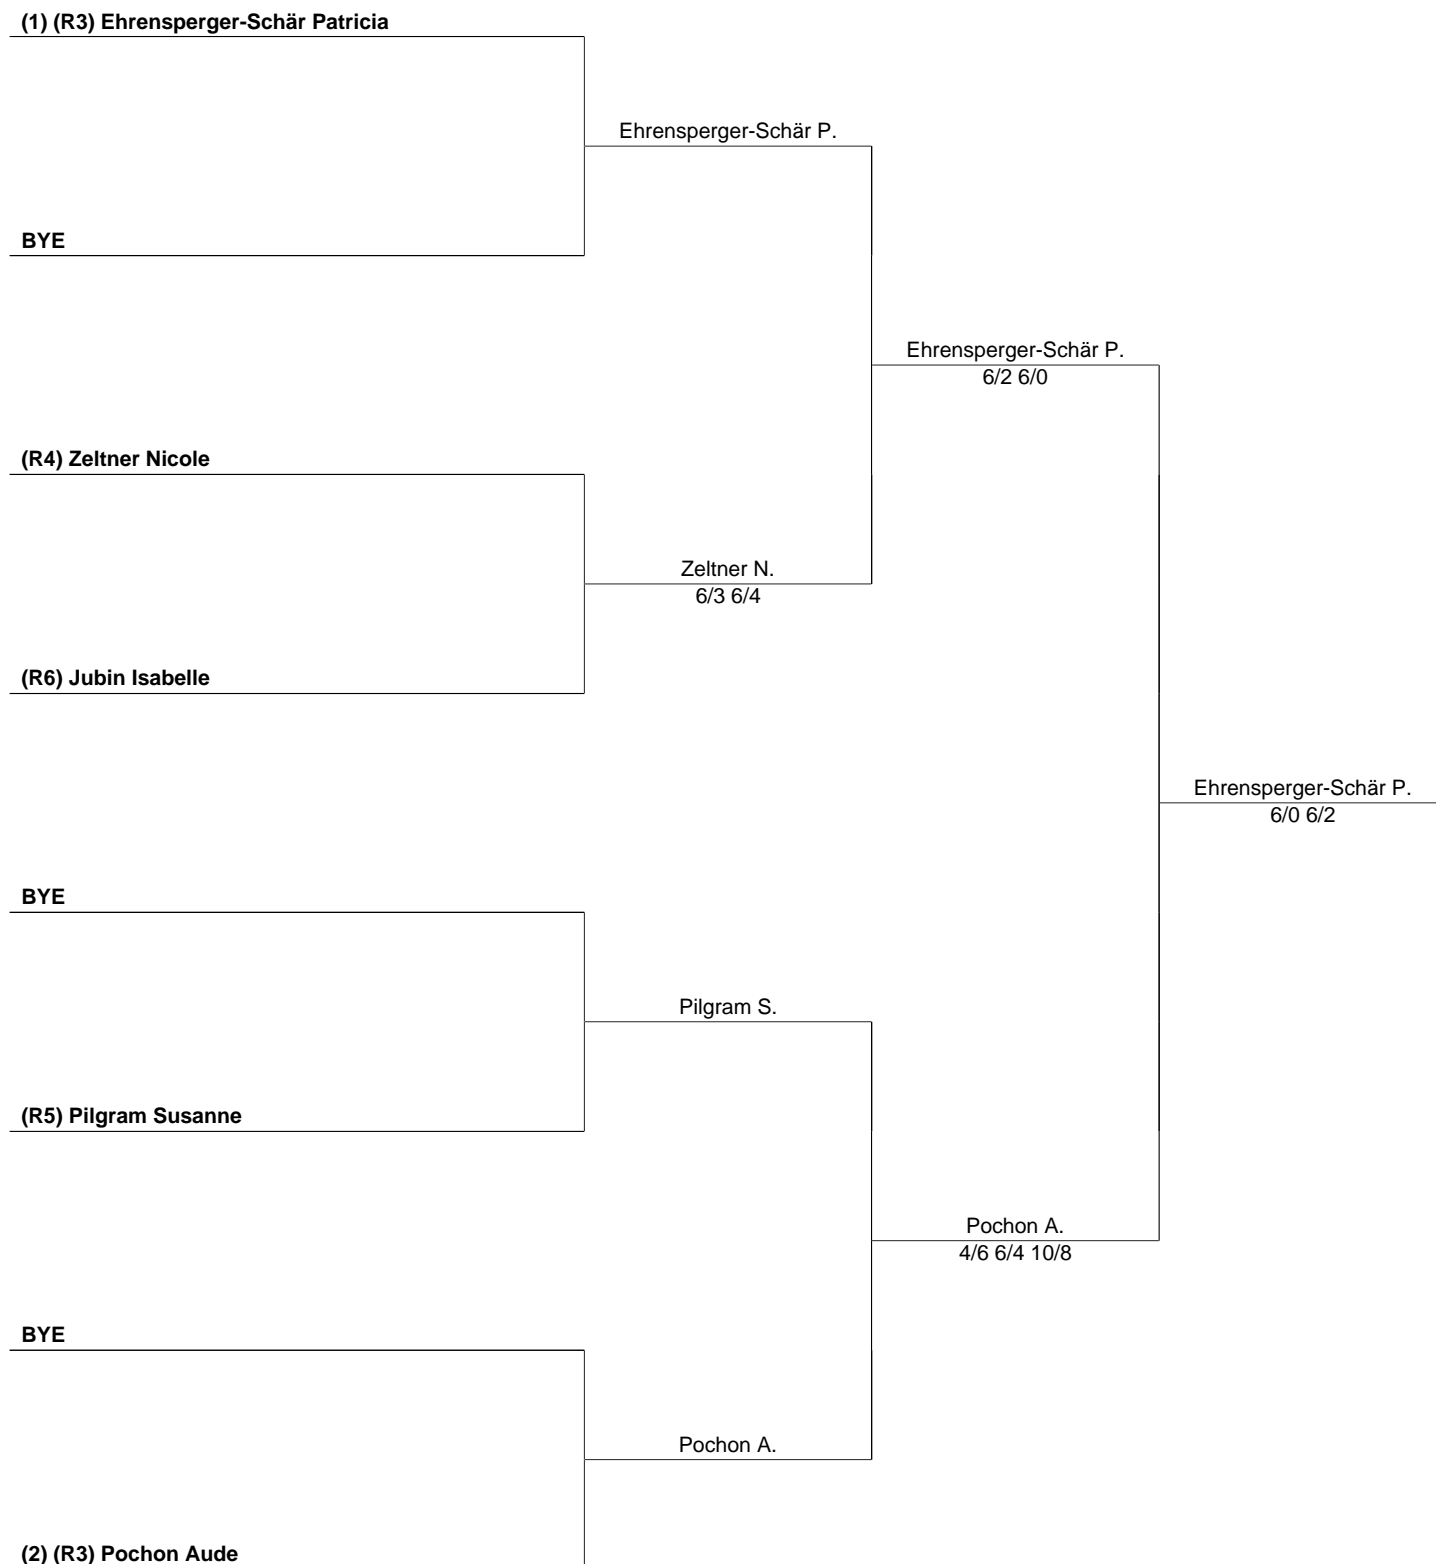 (1) (R3) Ehrensperger-Schär Patricia
Ehrensperger-Schär P.
BYE
Ehrensperger-Schär P.
6/2 6/0
(R4) Zeltner Nicole
Zeltner N.
6/3 6/4
(R6) Jubin Isabelle
Ehrensperger-Schär P.
6/0 6/2
BYE
Pilgram S.
(R5) Pilgram Susanne
Pochon A.
4/6 6/4 10/8
BYE
Pochon A.
(2) (R3) Pochon Aude